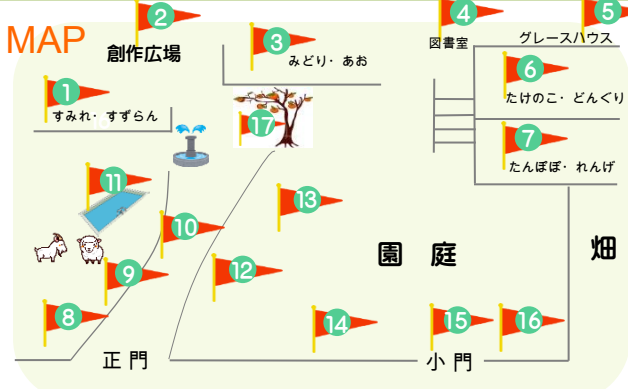 MAP
2
創作広場
3
みどり・あお
4
図書室
5
グレースハウス
1
すみれ・すずらん
17
6
たけのこ・どんぐり
7
たんぽぽ・れんげ
11
13
10
園庭
畑
9
12
8
14
15
16
正門
小門